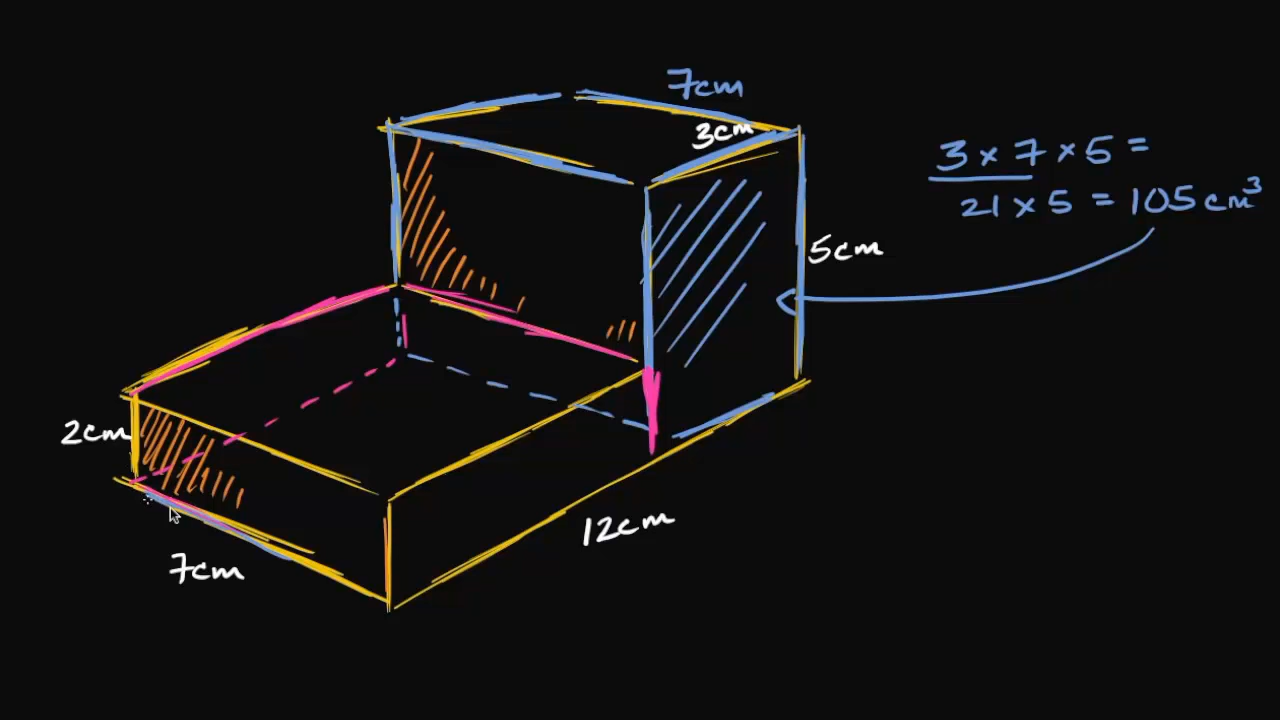 7cm
3cm
3 × 7 × 5 =
21 × 5 = 105 cm³
5cm
2cm
12cm
7cm